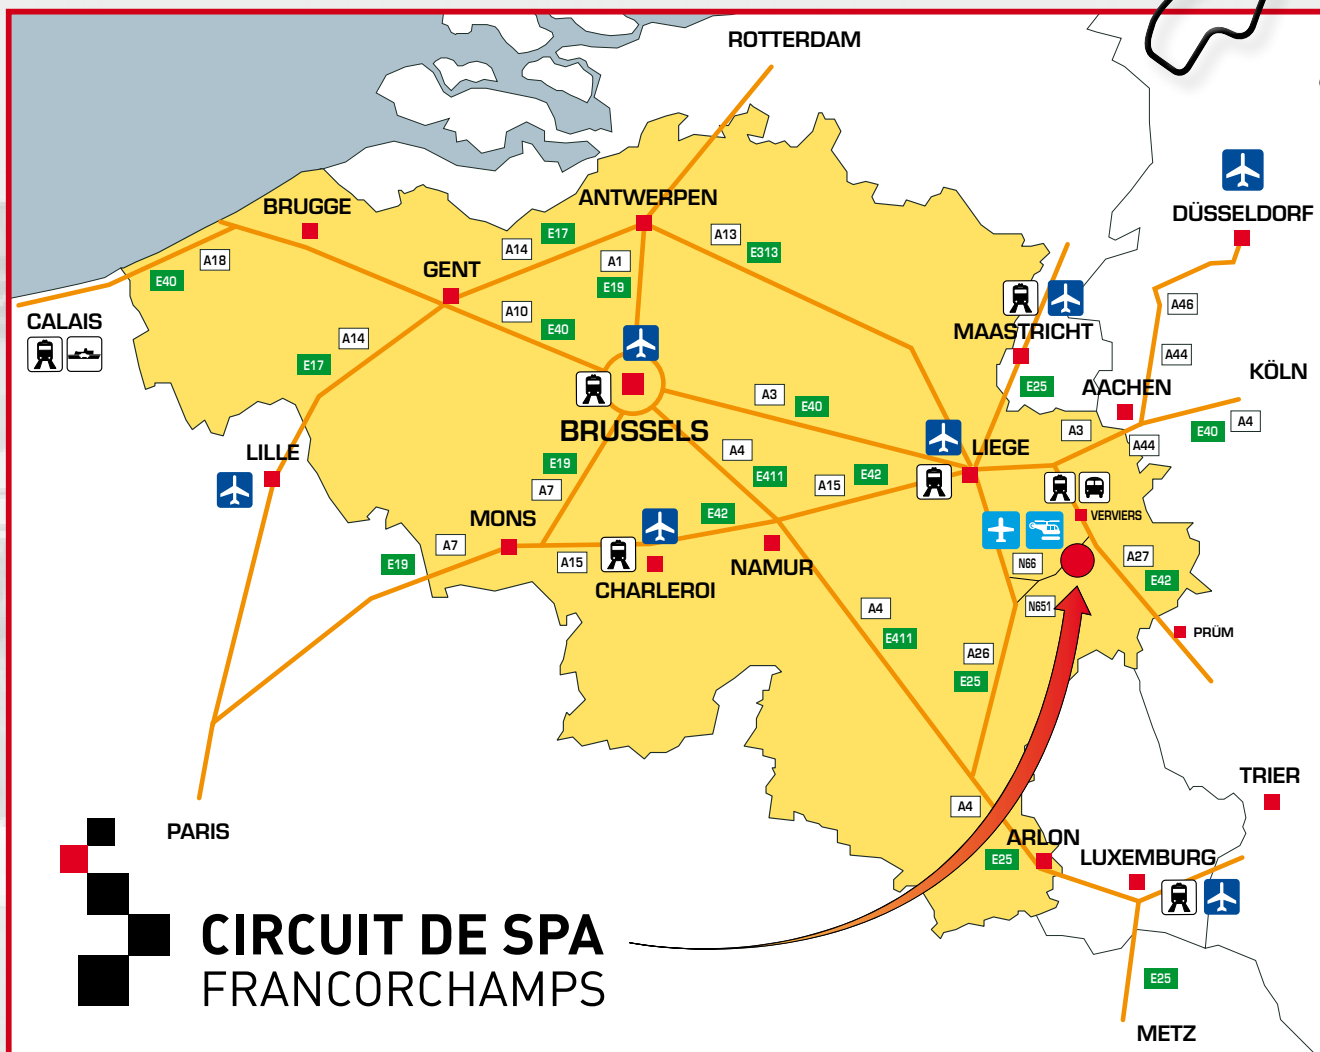 ROTTERDAM
DÜSSELDORF
BRUGGE
ANTWERPEN
A13
E17
A14
E313
A18
E40
A1
GENT
E19
A46
CALAIS
A10
E40
MAASTRICHT
A14
E17
A44
KÖLN
AACHEN
E25
A3
E40
BRUSSELS
A3
E40
A4
A44
LILLE
A4
LIEGE
E19
E411
A15
E42
A7
MONS
E42
VERVIERS
A7
A15
E19
CHARLEROI
NAMUR
N66
A27
E42
N651
A4
E411
PRÜM
A26
E25
TRIER
A4
PARIS
ARLON
E25
LUXEMBURG
CIRCUIT DE SPA
FRANCORCHAMPS
E25
METZ